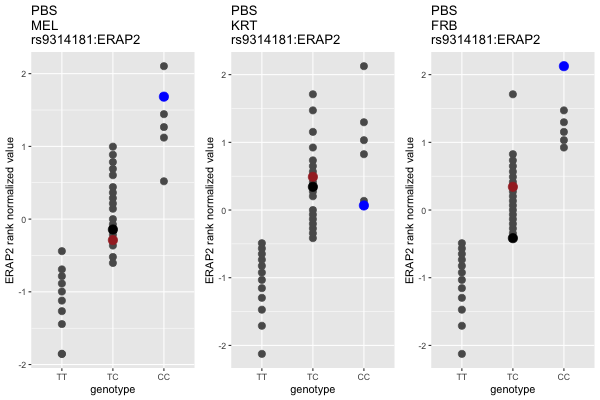 PBS
MEL
rs9314181:ERAP2
ERAP2 rank normalized value
2
1
0
-1
-2
TT TC CC
genotype
PBS
KRT
rs9314181:ERAP2
ERAP2 rank normalized value
2
1
0
-1
-2
TT TC CC
genotype
PBS
FRB
rs9314181:ERAP2
ERAP2 rank normalized value
2
1
0
-1
-2
TT TC CC
genotype